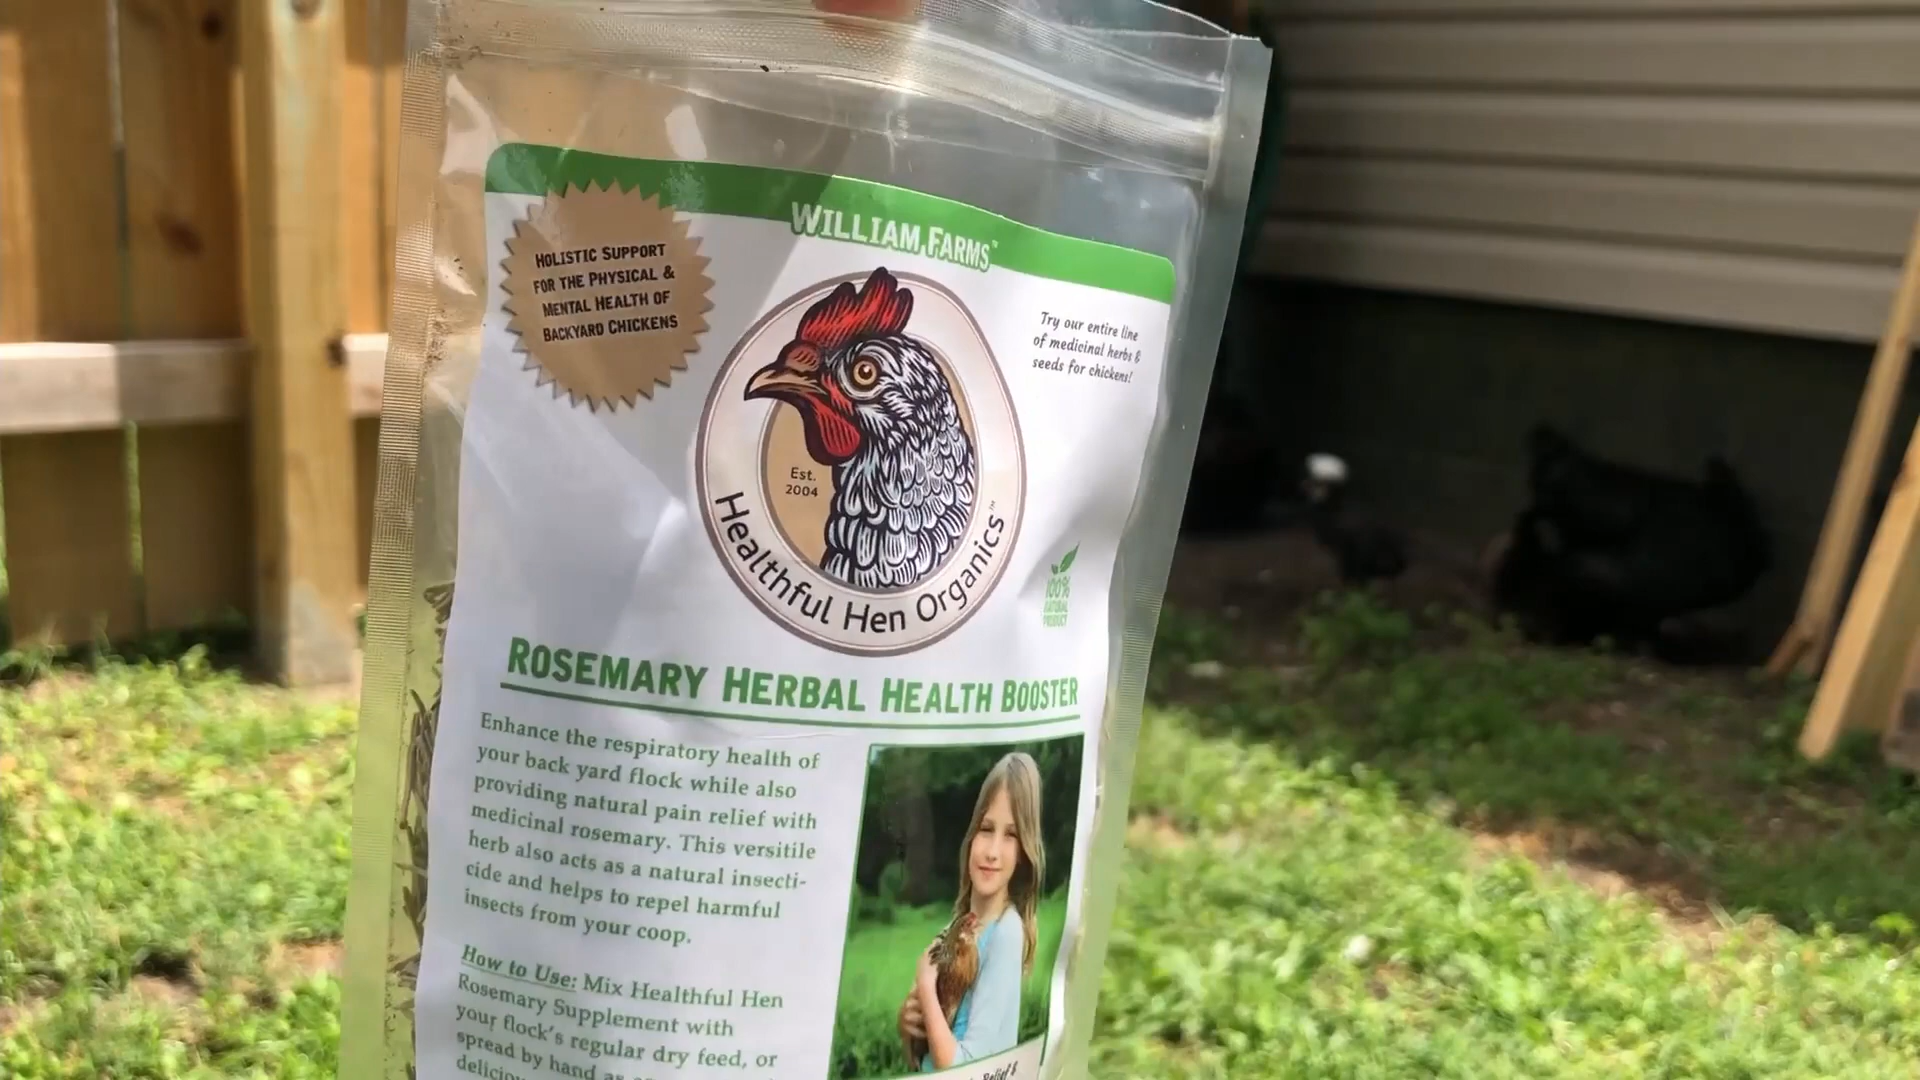 WILLIAM FARMS™
HOLISTIC SUPPORT
FOR THE PHYSICAL &
MENTAL HEALTH OF
BACKYARD CHICKENS
Try our entire line
of medicinal herbs &
seeds for chickens!
Est.
2004
Healthful Hen Organics™
100%
NATURAL
PRODUCT
ROSEMARY HERBAL HEALTH BOOSTER
Enhance the respiratory health of
your back yard flock while also
providing natural pain relief with
medicinal rosemary. This versitile
herb also acts as a natural insecti-
cide and helps to repel harmful
insects from your coop.
How to Use: Mix Healthful Hen
Rosemary Supplement with
your flock's regular dry feed, or
spread by hand as
Relief &